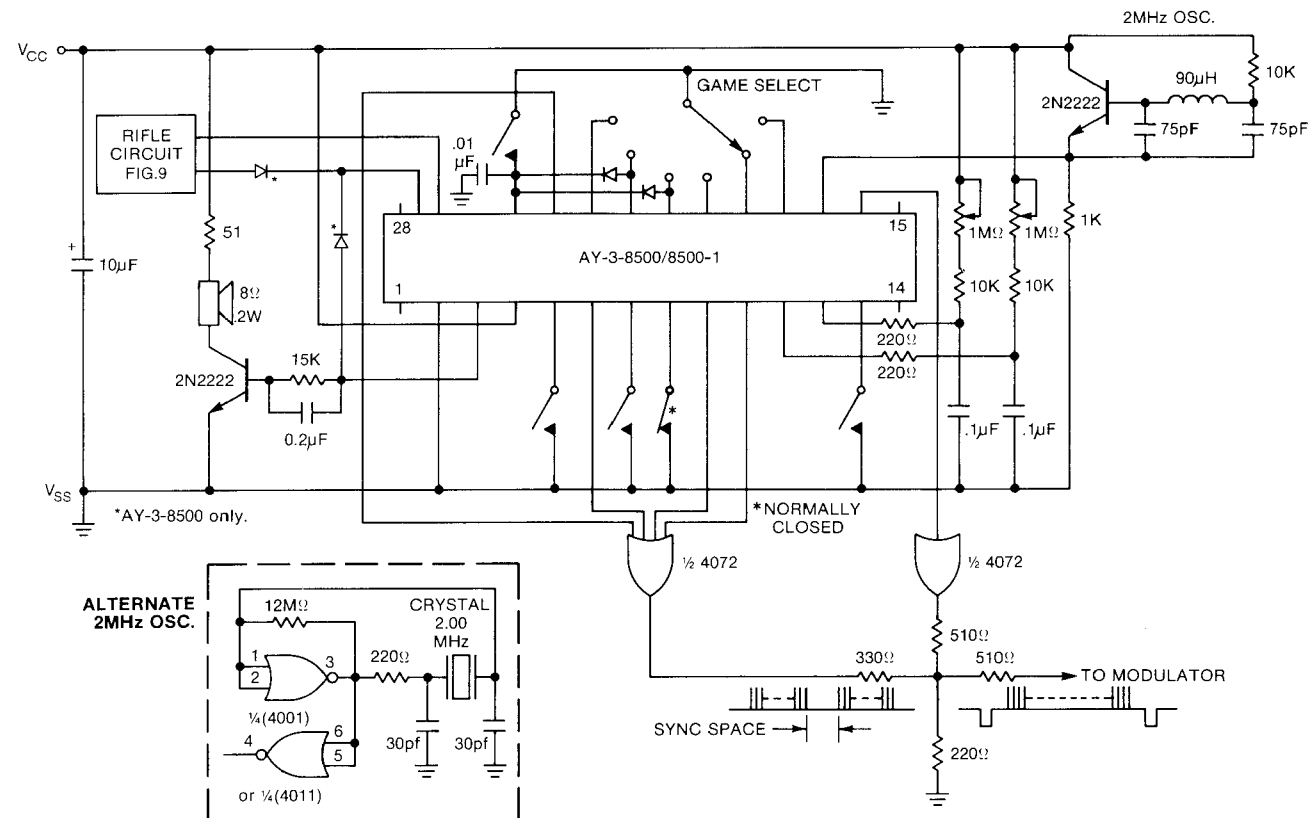 2MHz OSC.
VCC
GAME SELECT
90μH
10K
2N2222
75pF
75pF
RIFLE
CIRCUIT
FIG.9
.01
μF
*
*
28
15
AY-3-8500/8500-1
1
14
51
+
10μF
8Ω
.2W
1MΩ
1MΩ
1K
10K
10K
220Ω
220Ω
15K
2N2222
0.2μF
*
.1μF
.1μF
VSS
*AY-3-8500 only.
*NORMALLY
CLOSED
½ 4072
½ 4072
ALTERNATE
2MHz OSC.
12MΩ
CRYSTAL
2.00
MHz
1
2
3
220Ω
¼(4001)
4
6
5
30pf
30pf
or ¼(4011)
510Ω
330Ω
510Ω
TO MODULATOR
SYNC SPACE
220Ω